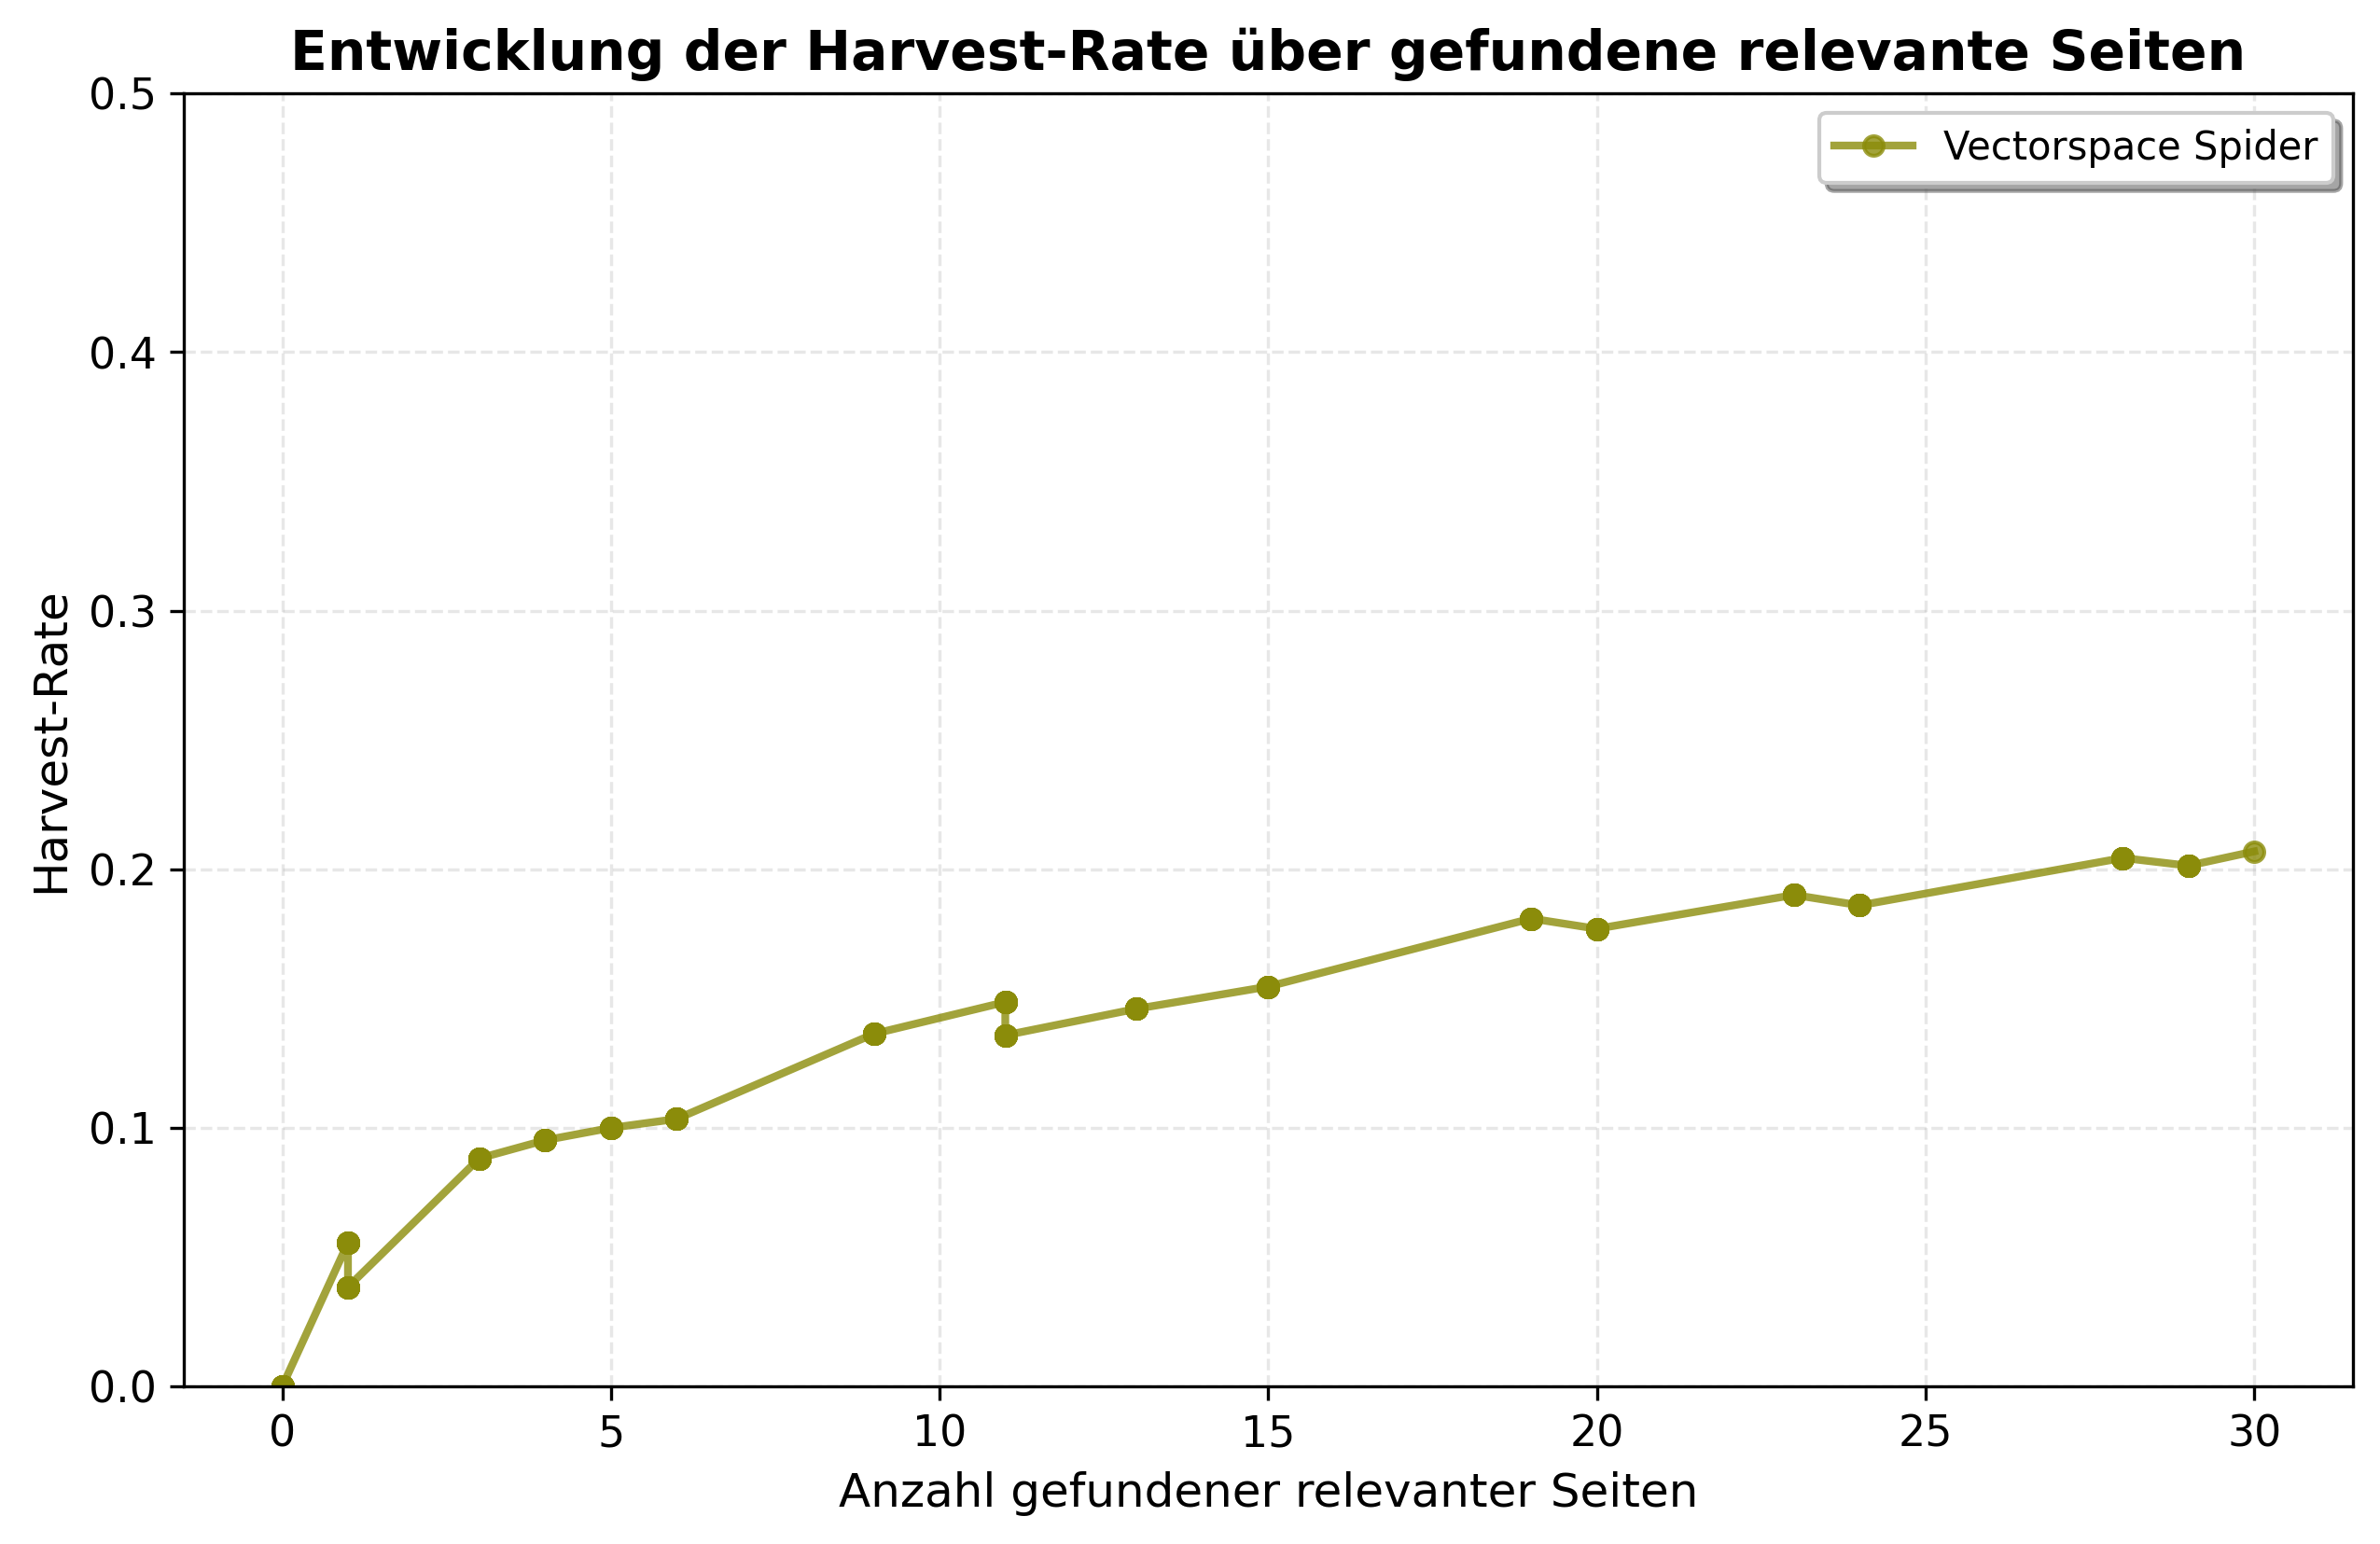 Entwicklung der Harvest-Rate über gefundene relevante Seiten
Vectorspace Spider
Harvest-Rate
0.5
0.4
0.3
0.2
0.1
0.0
0 5 10 15 20 25 30
Anzahl gefundener relevanter Seiten